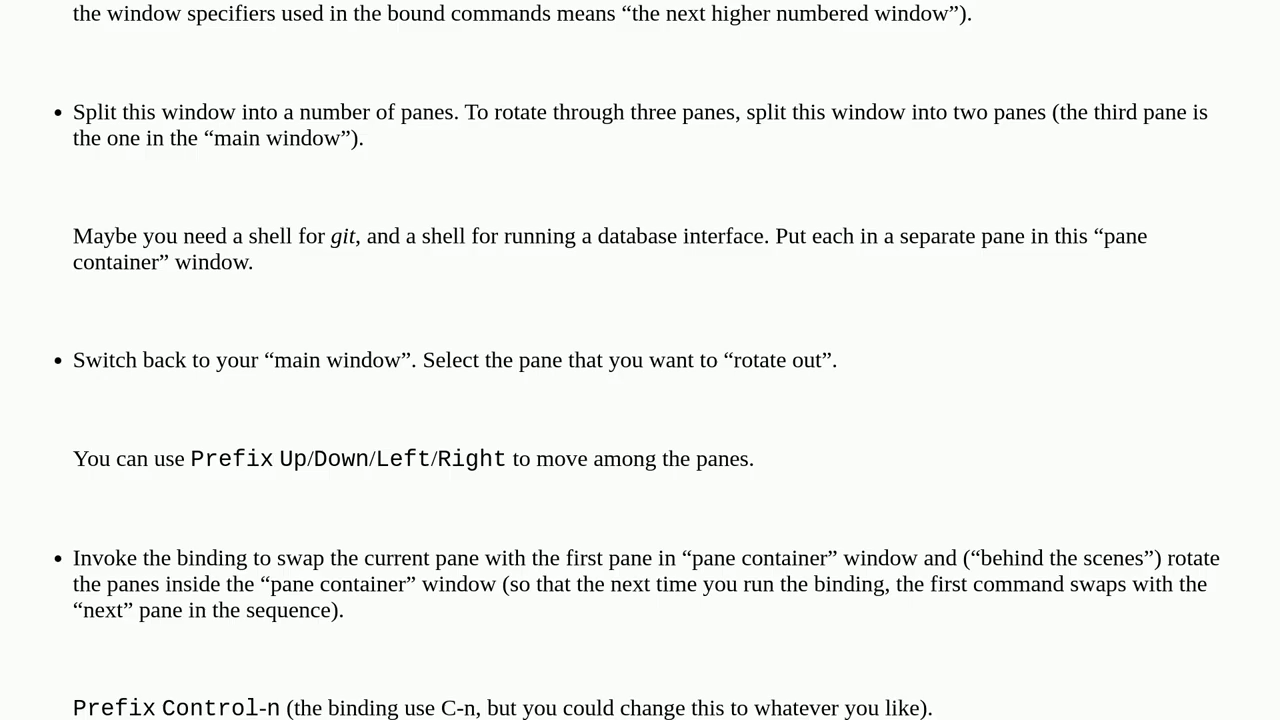 the window specifiers used in the bound commands means “the next higher numbered window”).
• Split this window into a number of panes. To rotate through three panes, split this window into two panes (the third pane is
the one in the “main window”).
Maybe you need a shell for git, and a shell for running a database interface. Put each in a separate pane in this “pane
container” window.
• Switch back to your “main window”. Select the pane that you want to “rotate out”.
You can use Prefix Up/Down/Left/Right to move among the panes.
• Invoke the binding to swap the current pane with the first pane in “pane container” window and (“behind the scenes”) rotate
the panes inside the “pane container” window (so that the next time you run the binding, the first command swaps with the
“next” pane in the sequence).
Prefix Control-n (the binding use C-n, but you could change this to whatever you like).